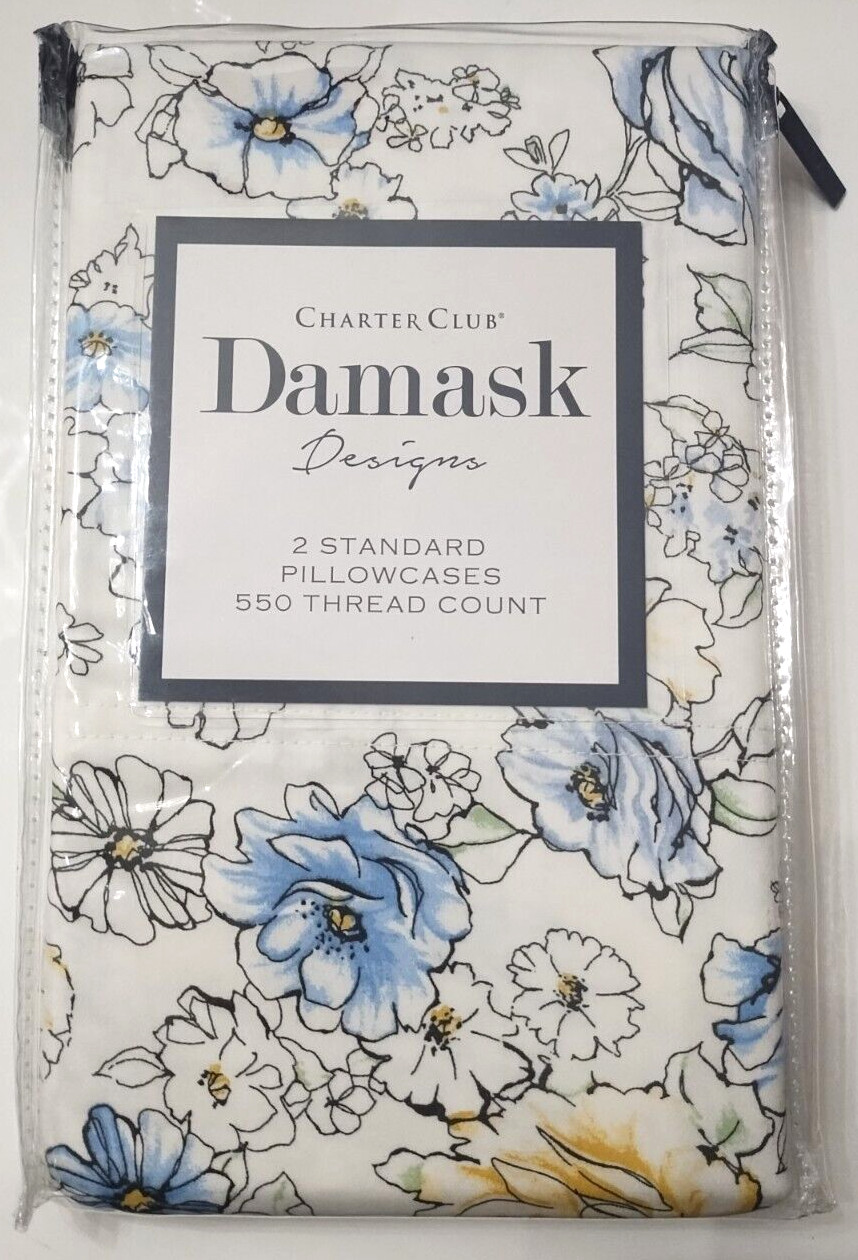 CHARTER CLUB®
Damask
Designs
2 STANDARD
PILLOWCASES
550 THREAD COUNT